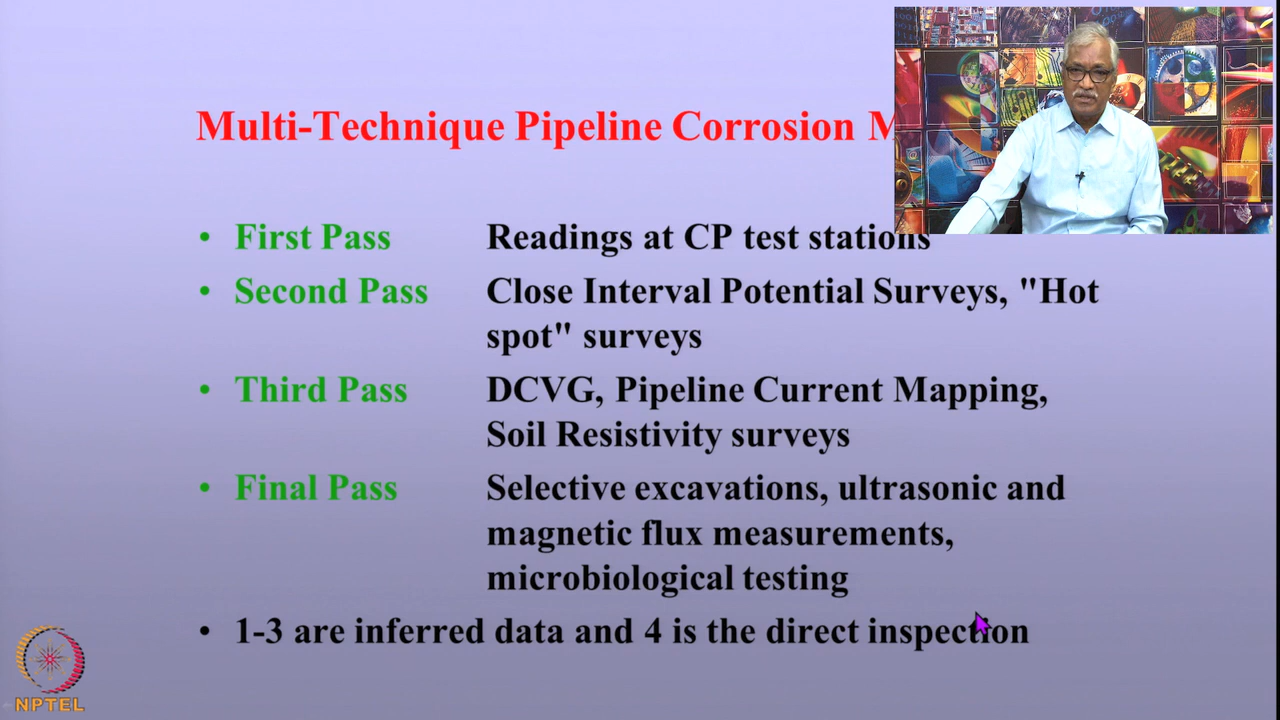 Multi-Technique Pipeline Corrosion
• First Pass Readings at CP test stations
• Second Pass Close Interval Potential Surveys, "Hot
spot" surveys
• Third Pass DCVG, Pipeline Current Mapping,
Soil Resistivity surveys
• Final Pass Selective excavations, ultrasonic and
magnetic flux measurements,
microbiological testing
• 1-3 are inferred data and 4 is the direct inspection
NPTEL